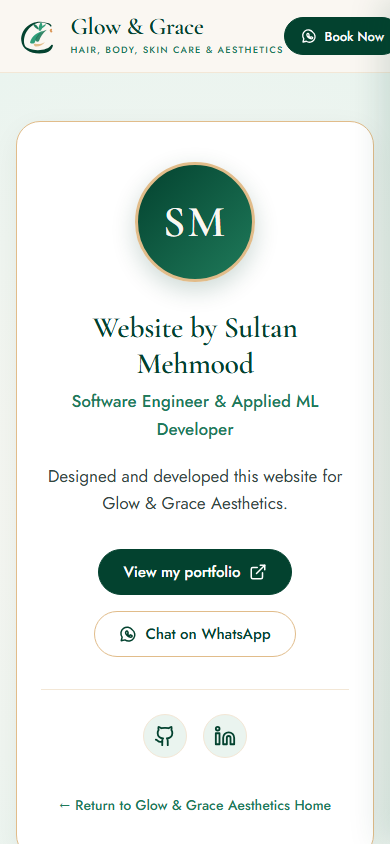 Glow & Grace
HAIR, BODY, SKIN CARE & AESTHETICS
Book Now
SM
Website by Sultan
Mehmood
Software Engineer & Applied ML
Developer
Designed and developed this website for
Glow & Grace Aesthetics.
View my portfolio
Chat on WhatsApp
← Return to Glow & Grace Aesthetics Home